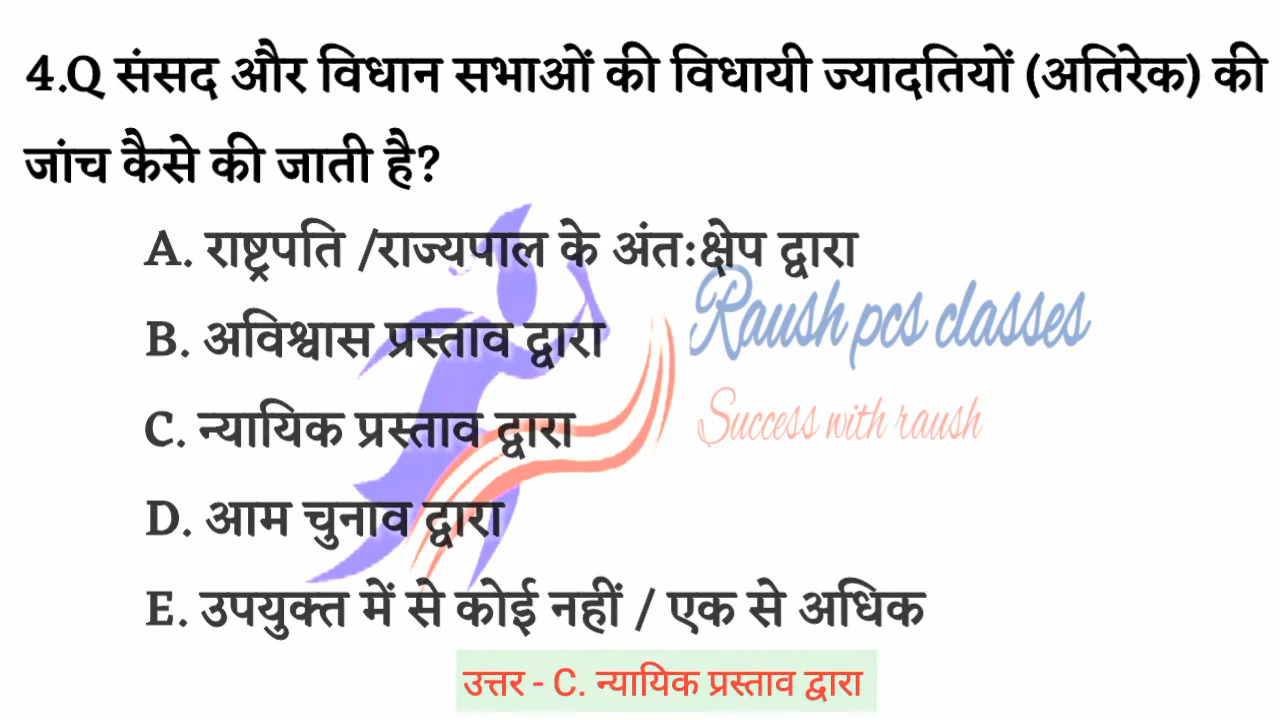 4.Q संसद और विधान सभाओं की विधायी ज्यादतियों (अतिरेक) की
जांच कैसे की जाती है?
A. राष्ट्रपति /राज्यपाल के अंत:क्षेप द्वारा
B. अविश्वास प्रस्ताव द्वारा
Raush pcs classes
C. न्यायिक प्रस्ताव द्वारा
Success with raush
D. आम चुनाव द्वारा
E. उपयुक्त में से कोई नहीं / एक से अधिक
उत्तर - C. न्यायिक प्रस्ताव द्वारा